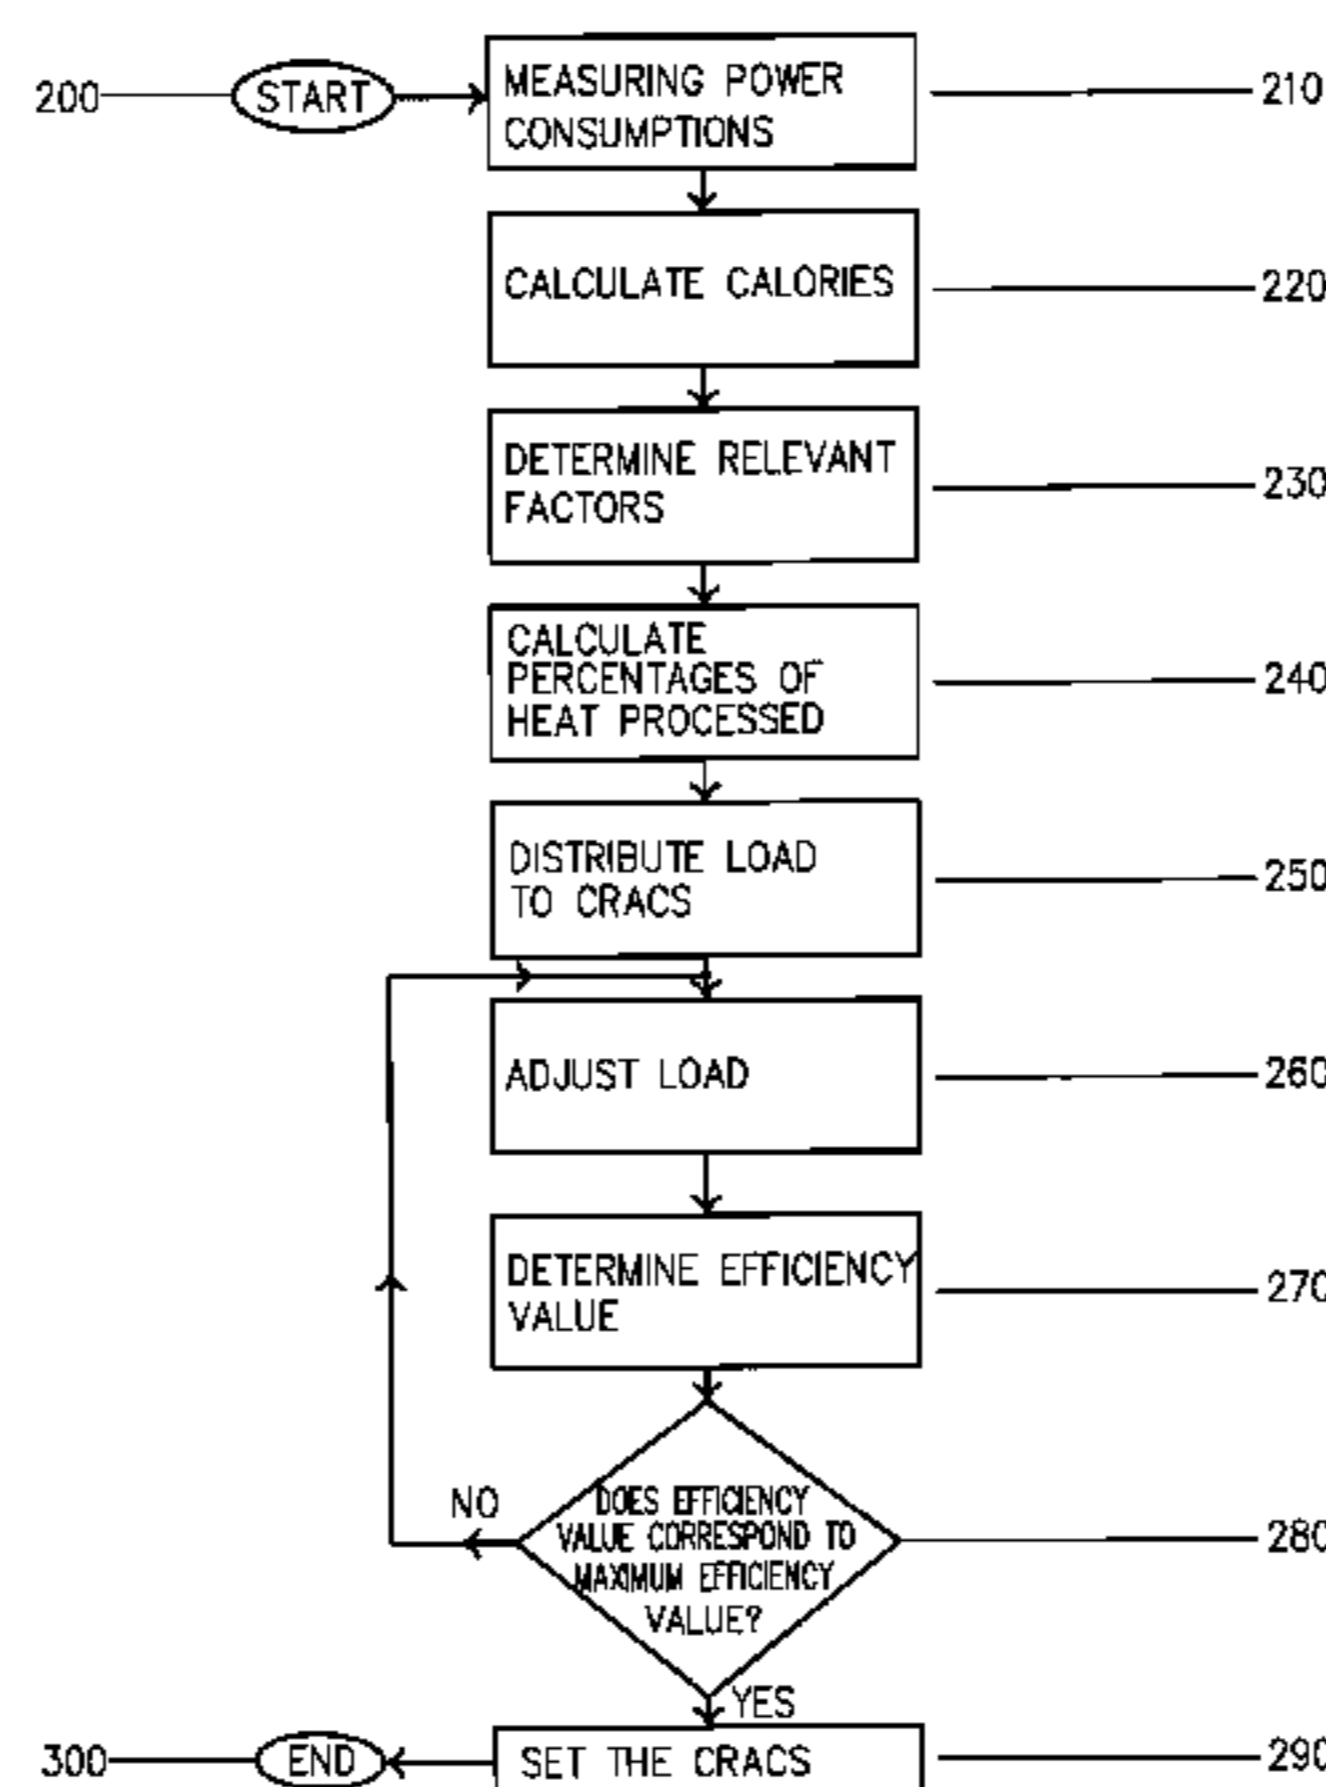 200
START
MEASURING POWER
CONSUMPTIONS
210
CALCULATE CALORIES
220
DETERMINE RELEVANT
FACTORS
230
CALCULATE
PERCENTAGES OF
HEAT PROCESSED
240
DISTRIBUTE LOAD
TO CRACS
250
ADJUST LOAD
260
DETERMINE EFFICIENCY
VALUE
270
NO
DOES EFFICIENCY
VALUE CORRESPOND TO
MAXIMUM EFFICIENCY
VALUE?
280
YES
300
END
SET THE CRACS
290